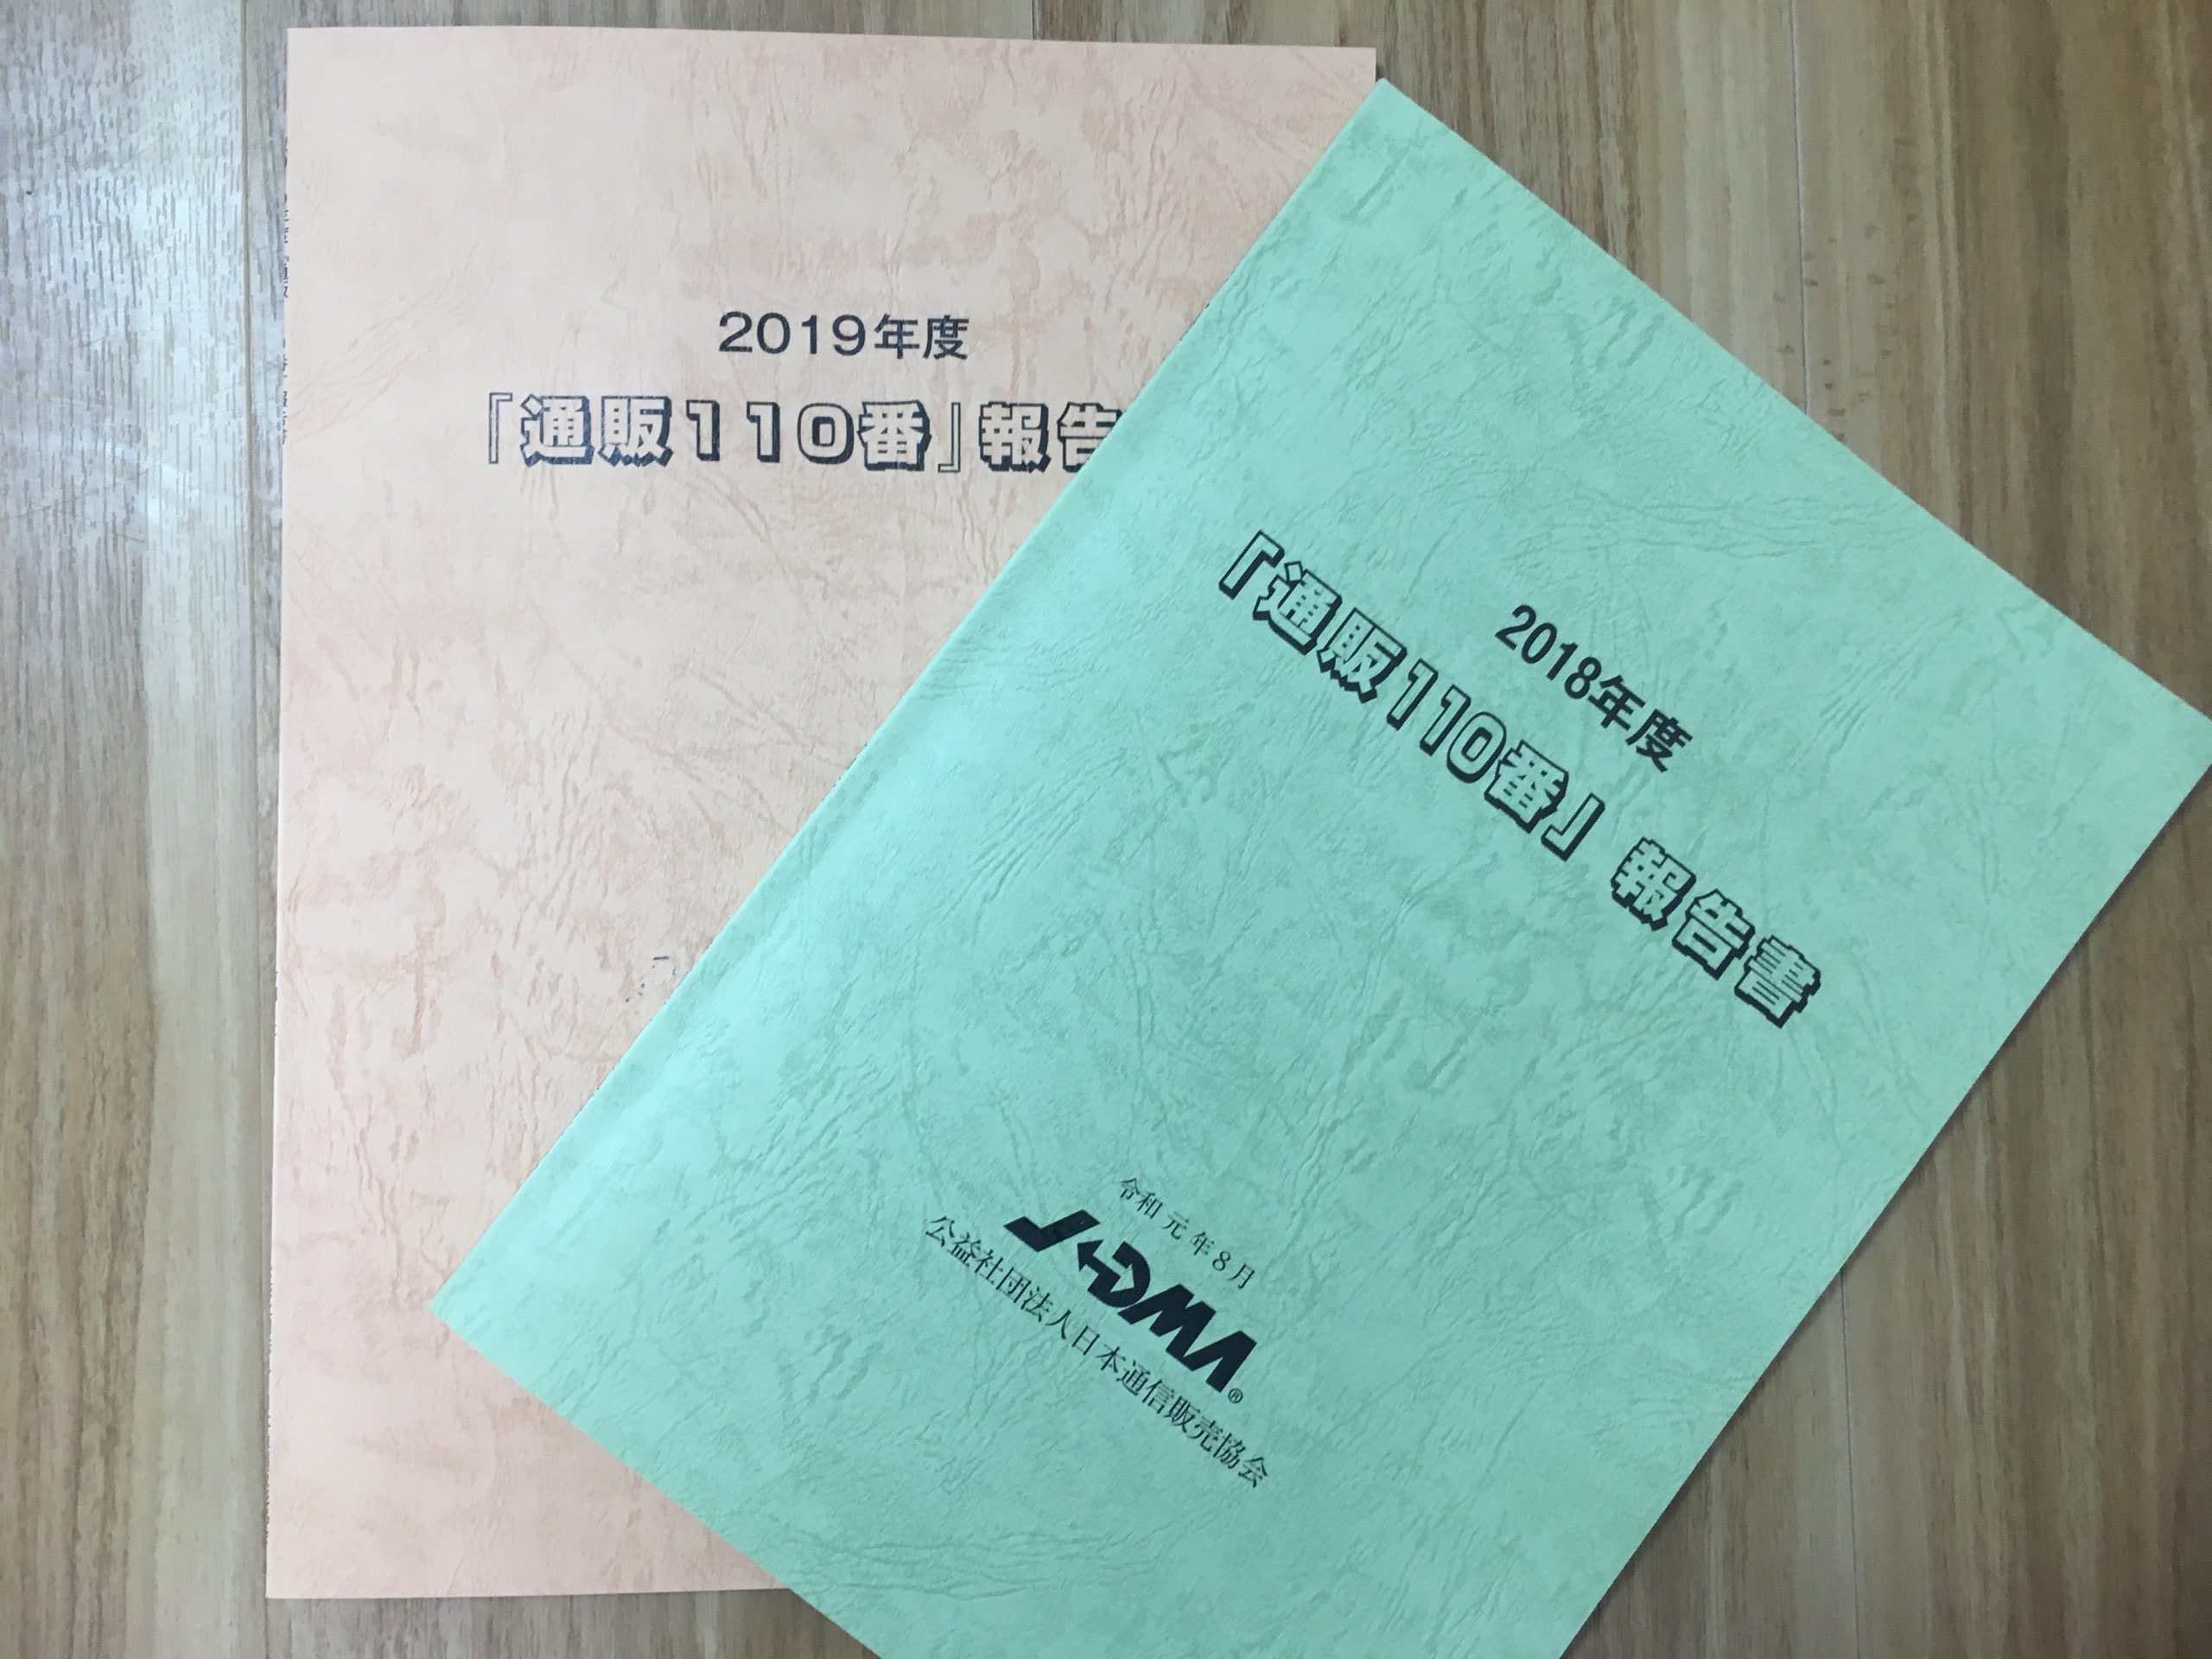 2019年度
『通販110番』報告
2018年度
『通販110番』報告書
令和元年8月
JADMA®
公益社団法人日本通信販売協会